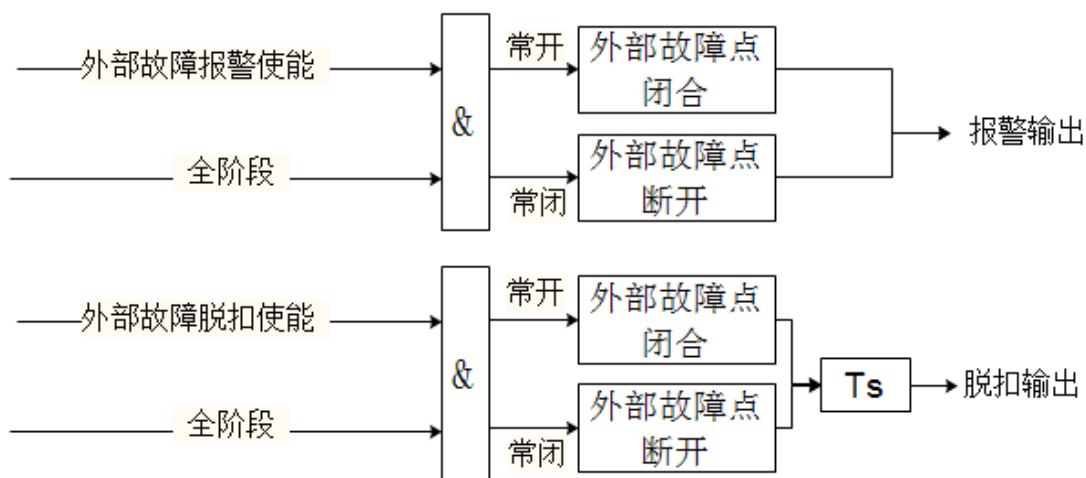 外部故障报警使能
全阶段
&
常开
常闭
外部故障点
闭合
外部故障点
断开
报警输出
外部故障脱扣使能
全阶段
&
常开
常闭
外部故障点
闭合
外部故障点
断开
Ts
脱扣输出